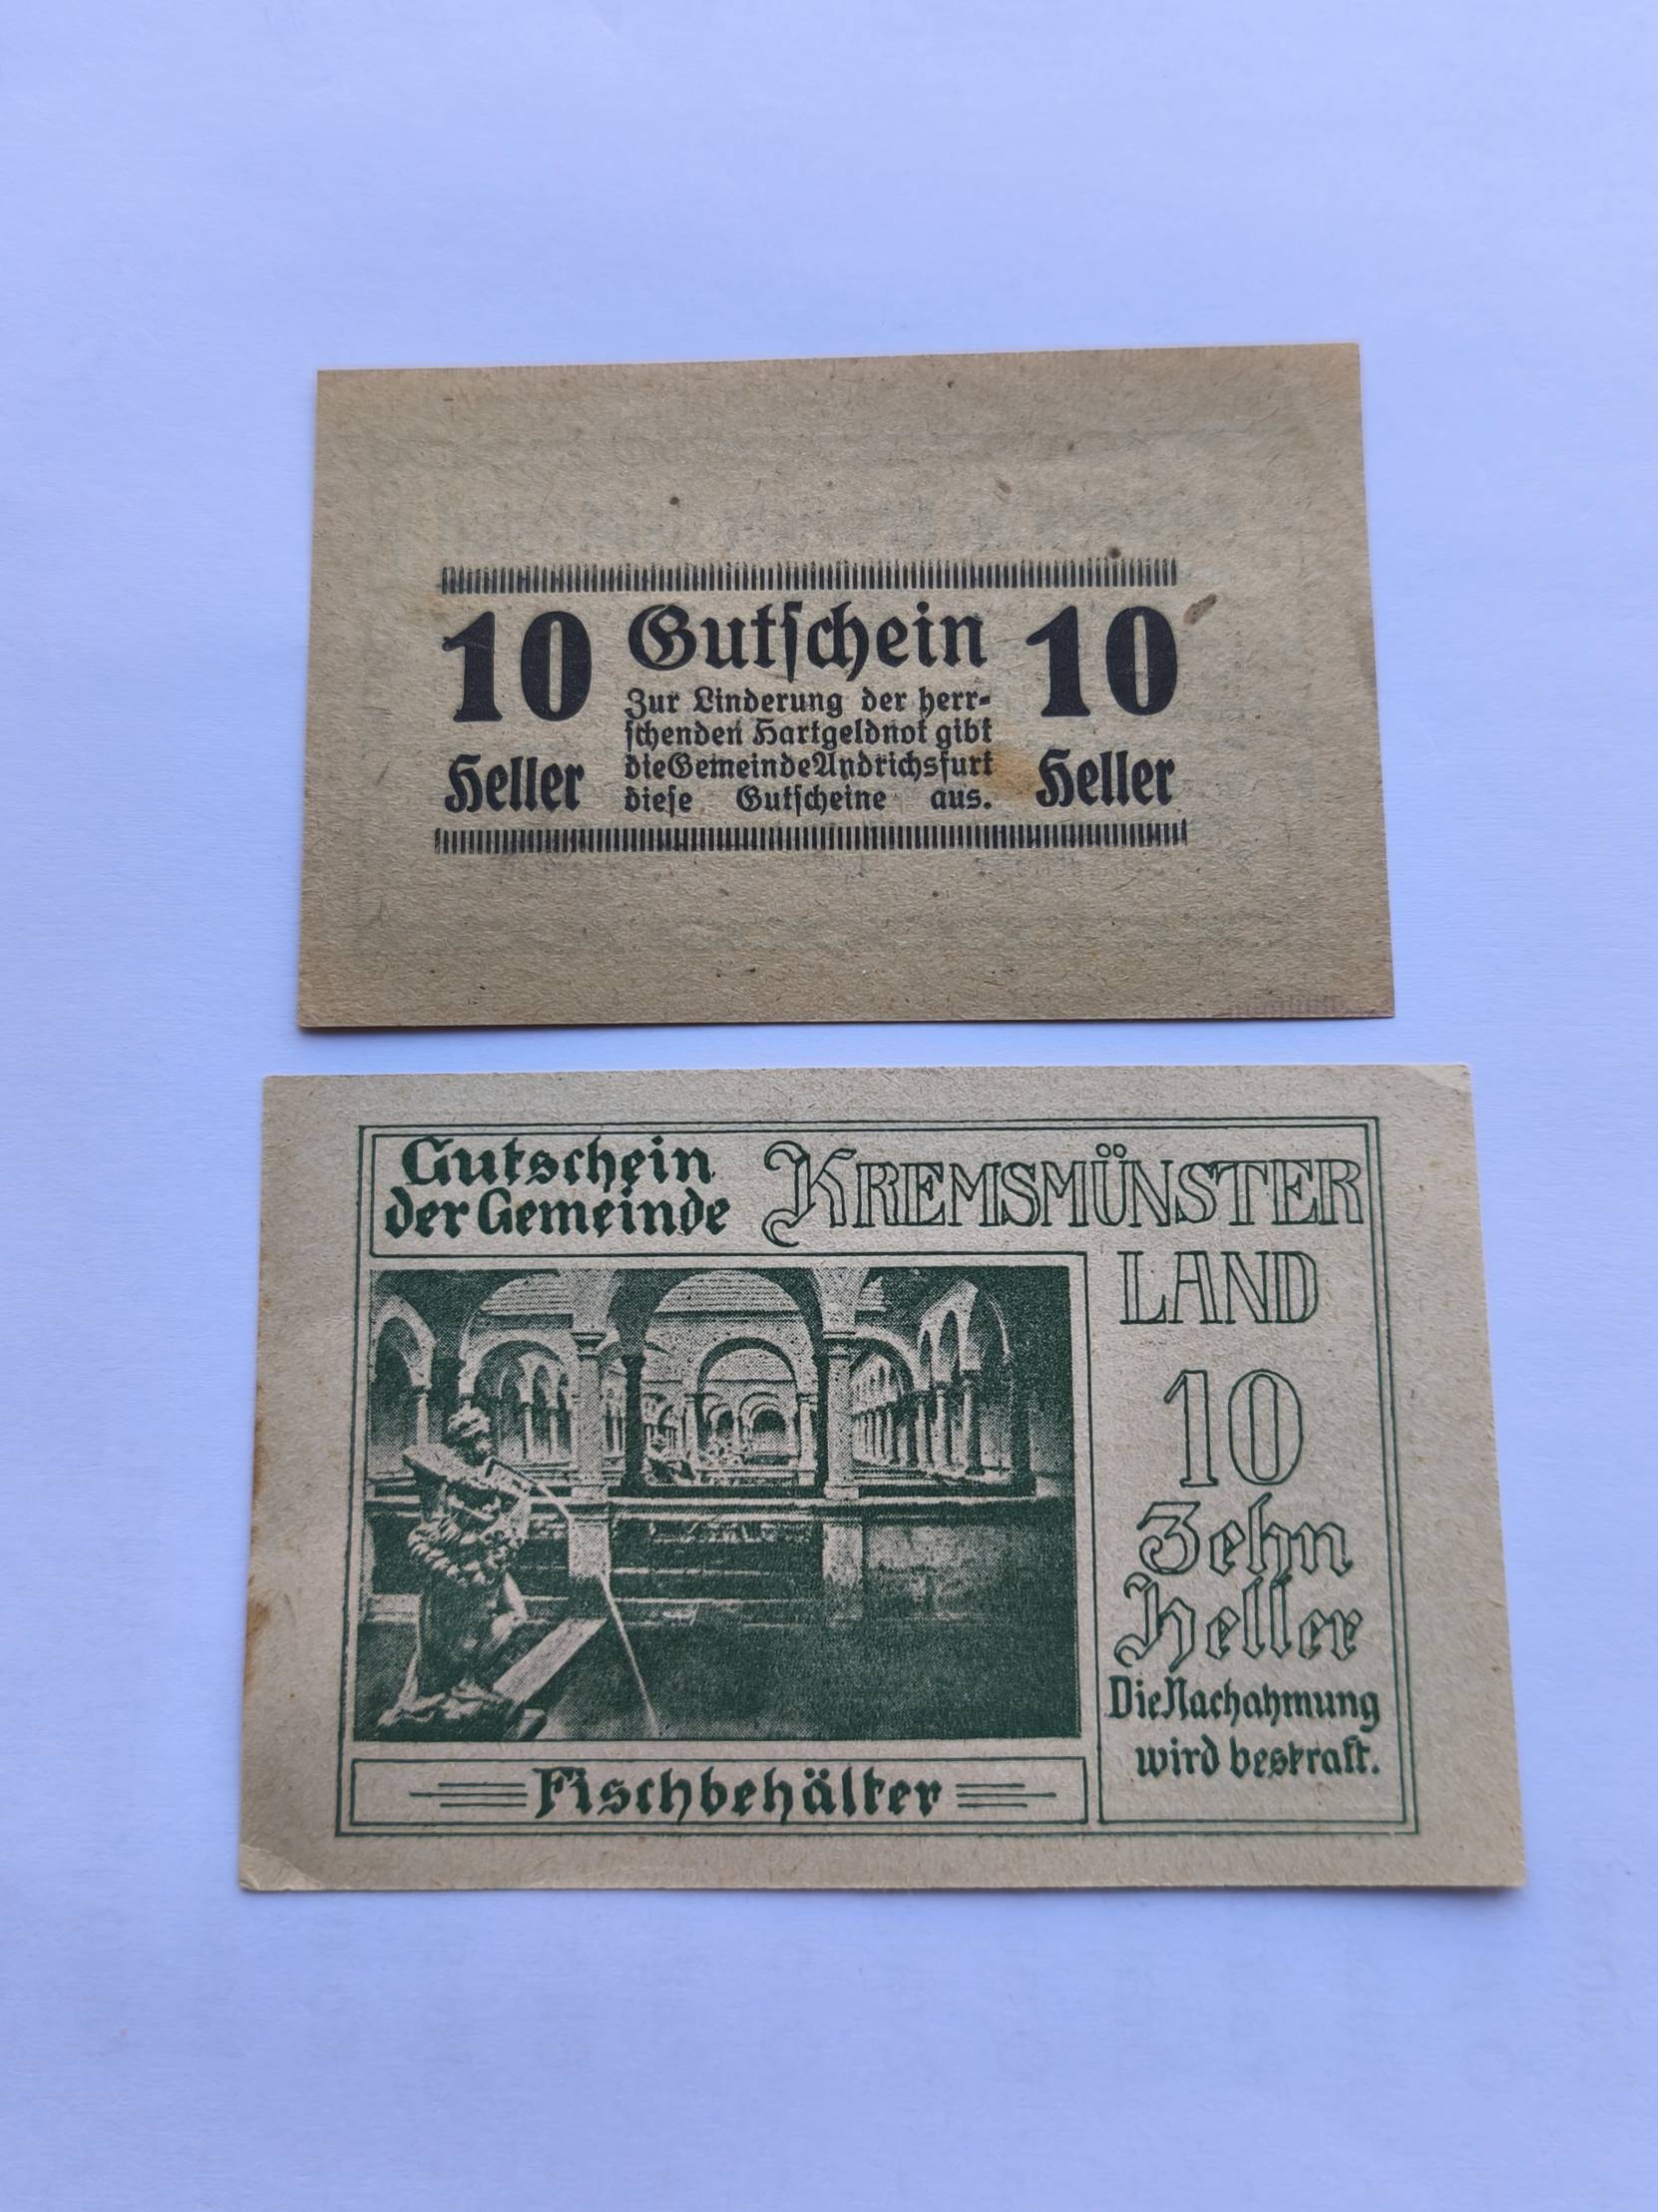 10 Gutschein 10
Zur Linderung der herr-
schenden Hartgeldnot gibt
die Gemeinde Andrichsfurt
diese Gutscheine aus.
Heller Heller
Gutschein
der Gemeinde
KREMSMÜNSTER
LAND
10
Zehn
Heller
Die Nachahmung
wird bestraft.
Fischbehälter